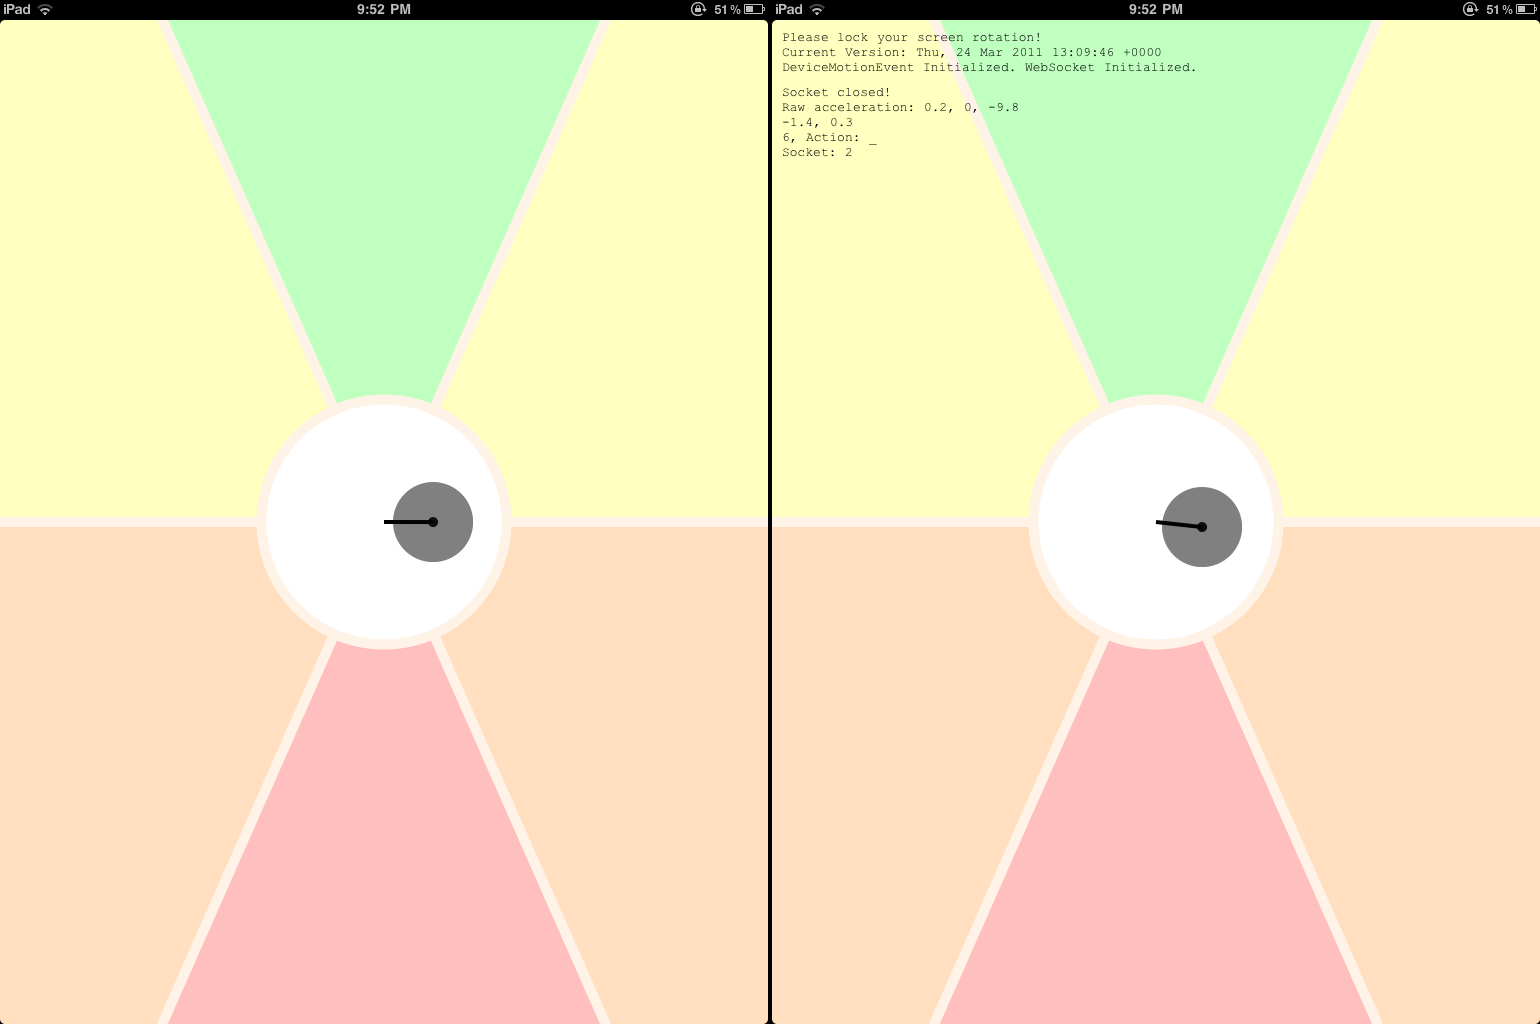 iPad 9:52 PM 51%
iPad 9:52 PM 51%
Please lock your screen rotation!
Current Version: Thu, 24 Mar 2011 13:09:46 +0000
DeviceMotionEvent Initialized. WebSocket Initialized.
Socket closed!
Raw acceleration: 0.2, 0, -9.8
-1.4, 0.3
6, Action: _
Socket: 2